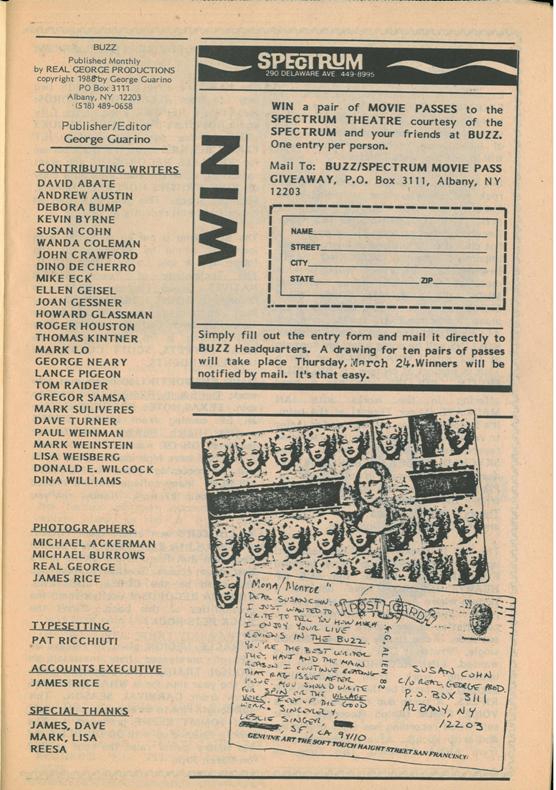 BUZZ
Published Monthly
by REAL GEORGE PRODUCTIONS
copyright 1988 by George Guarino
PO Box 3111
Albany, NY 12203
(518) 489-0658
Publisher/Editor
George Guarino
CONTRIBUTING WRITERS
DAVID ABATE
ANDREW AUSTIN
DEBORA BUMP
KEVIN BYRNE
SUSAN COHN
WANDA COLEMAN
JOHN CRAWFORD
DINO DE CHERRO
MIKE ECK
ELLEN GEISEL
JOAN GESSNER
HOWARD GLASSMAN
ROGER HOUSTON
THOMAS KINTNER
MARK LO
GEORGE NEARY
LANCE PIGEON
TOM RAIDER
GREGOR SAMSA
MARK SULIVERES
DAVE TURNER
PAUL WEINMAN
MARK WEINSTEIN
LISA WEISBERG
DONALD E. WILCOCK
DINA WILLIAMS
PHOTOGRAPHERS
MICHAEL ACKERMAN
MICHAEL BURROWS
REAL GEORGE
JAMES RICE
TYPESETTING
PAT RICCHIUTI
ACCOUNTS EXECUTIVE
JAMES RICE
SPECIAL THANKS
JAMES, DAVE
MARK, LISA
REESA
SPECTRUM
290 DELAWARE AVE 449-8995
WIN
WIN a pair of MOVIE PASSES to the
SPECTRUM THEATRE courtesy of the
SPECTRUM and your friends at BUZZ.
One entry per person.
Mail To: BUZZ/SPECTRUM MOVIE PASS
GIVEAWAY, P.O. Box 3111, Albany, NY
12203
NAME
STREET
CITY
STATE ZIP
Simply fill out the entry form and mail it directly to
BUZZ Headquarters. A drawing for ten pairs of passes
will take place Thursday, March 24. Winners will be
notified by mail. It's that easy.
Mona/Monroe"
DEAR SUSAN COHN:
I JUST WANTED TO
WRITE TO TELL YOU HOW MUCH
I ENJOY YOUR LIVE
REVIEWS IN THE BUZZ
YOU'RE THE BEST WRITER
THEY HAVE AND THE MAIN
REASON I CONTINUE READING
THAT RAG ISSUE AFTER
ISSUE. YOU SHOULD WRITE
FOR SPIN OR THE VILLAGE
VOICE. KEEP UP THE GOOD
WORK. SINCERELY,
LESLIE SINGER,
SF, CA 94110
POSTCARD
G. ALIEN 82
SUSAN COHN
C/O REAL GEORGE PROD
P.O. BOX 3111
ALBANY, NY
12203
GENUINE ART THE SOFT TOUCH HAIGHT STREET SAN FRANCISCO